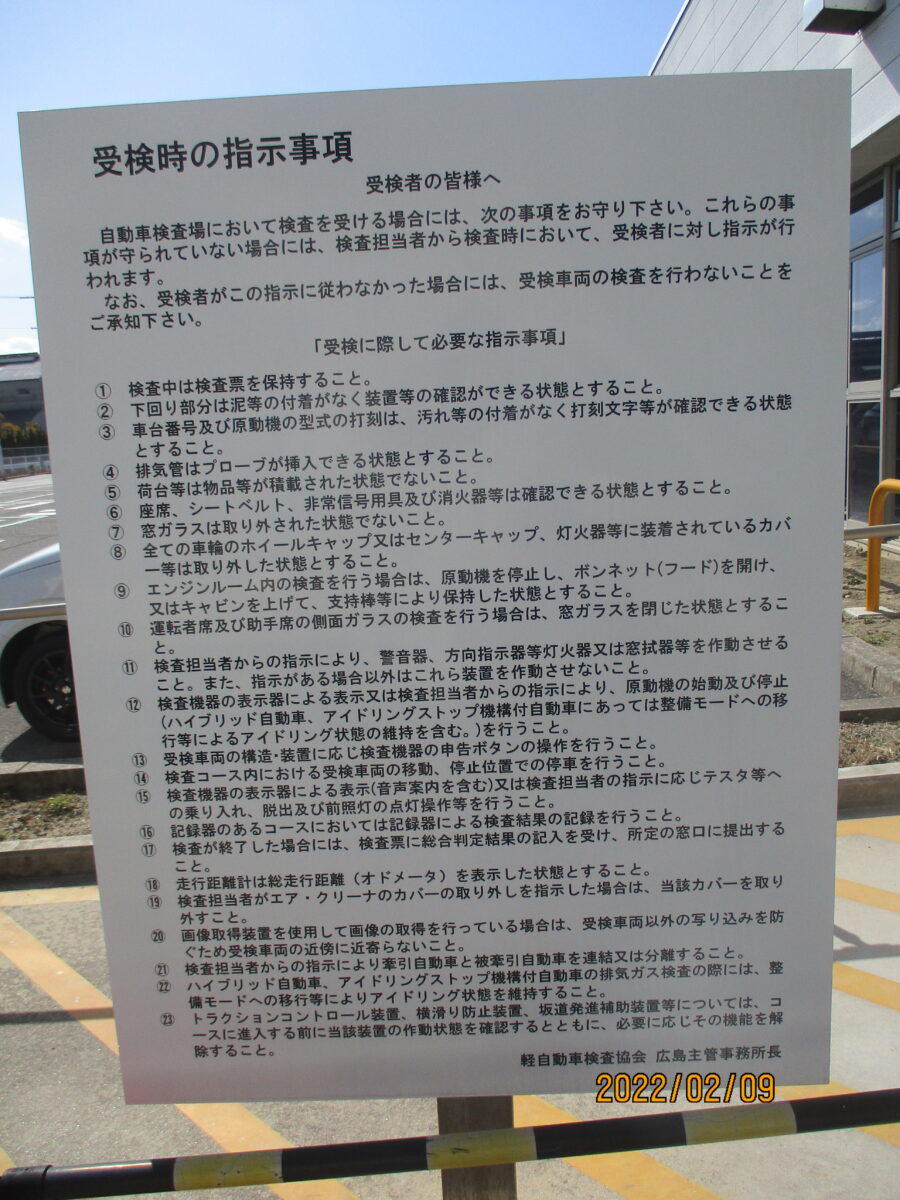 受検時の指示事項
受検者の皆様へ
自動車検査場において検査を受ける場合には、次の事項をお守り下さい。これらの事
項が守られていない場合には、検査担当者から検査時において、受検者に対し指示が行
われます。
なお、受検者がこの指示に従わなかった場合には、受検車両の検査を行わないことを
ご承知下さい。
「受検に際して必要な指示事項」
① 検査中は検査票を保持すること。
② 下回り部分は泥等の付着がなく装置等の確認ができる状態とすること。
③ 車台番号及び原動機の型式の打刻は、汚れ等の付着がなく打刻文字等が確認できる状態
とすること。
④ 排気管はプローブが挿入できる状態とすること。
⑤ 荷台等は物品等が積載された状態でないこと。
⑥ 座席、シートベルト、非常信号用具及び消火器等は確認できる状態とすること。
⑦ 窓ガラスは取り外された状態でないこと。
⑧ 全ての車輪のホイールキャップ又はセンターキャップ、灯火器等に装着されているカバ
ー等は取り外した状態とすること。
⑨ エンジンルーム内の検査を行う場合は、原動機を停止し、ボンネット(フード)を開け、
又はキャビンを上げて、支持棒等により保持した状態とすること。
⑩ 運転者席及び助手席の側面ガラスの検査を行う場合は、窓ガラスを閉じた状態とするこ
と。
⑪ 検査担当者からの指示により、警音器、方向指示器等灯火器又は窓拭器等を作動させる
こと。また、指示がある場合以外はこれら装置を作動させないこと。
⑫ 検査機器の表示器による表示又は検査担当者からの指示により、原動機の始動及び停止
(ハイブリッド自動車、アイドリングストップ機構付自動車にあっては整備モードへの移
行等によるアイドリング状態の維持を含む。)を行うこと。
⑬ 受検車両の構造・装置に応じ検査機器の申告ボタンの操作を行うこと。
⑭ 検査コース内における受検車両の移動、停止位置での停車を行うこと。
⑮ 検査機器の表示器による表示(音声案内を含む)又は検査担当者の指示に応じテスタ等へ
の乗り入れ、脱出及び前照灯の点灯操作等を行うこと。
⑯ 記録器のあるコースにおいては記録器による検査結果の記録を行うこと。
⑰ 検査が終了した場合には、検査票に総合判定結果の記入を受け、所定の窓口に提出する
こと。
⑱ 走行距離計は総走行距離（オドメータ）を表示した状態とすること。
⑲ 検査担当者がエア・クリーナのカバーの取り外しを指示した場合は、当該カバーを取り
外すこと。
⑳ 画像取得装置を使用して画像の取得を行っている場合は、受検車両以外の写り込みを防
ぐため受検車両の近傍に近寄らないこと。
㉑ 検査担当者からの指示により牽引自動車と被牽引自動車を連結又は分離すること。
㉒ ハイブリッド自動車、アイドリングストップ機構付自動車の排気ガス検査の際には、整
備モードへの移行等によりアイドリング状態を維持すること。
㉓ トラクションコントロール装置、横滑り防止装置、坂道発進補助装置等については、コ
ースに進入する前に当該装置の作動状態を確認するとともに、必要に応じその機能を解
除すること。
軽自動車検査協会 広島主管事務所長
2022/02/09